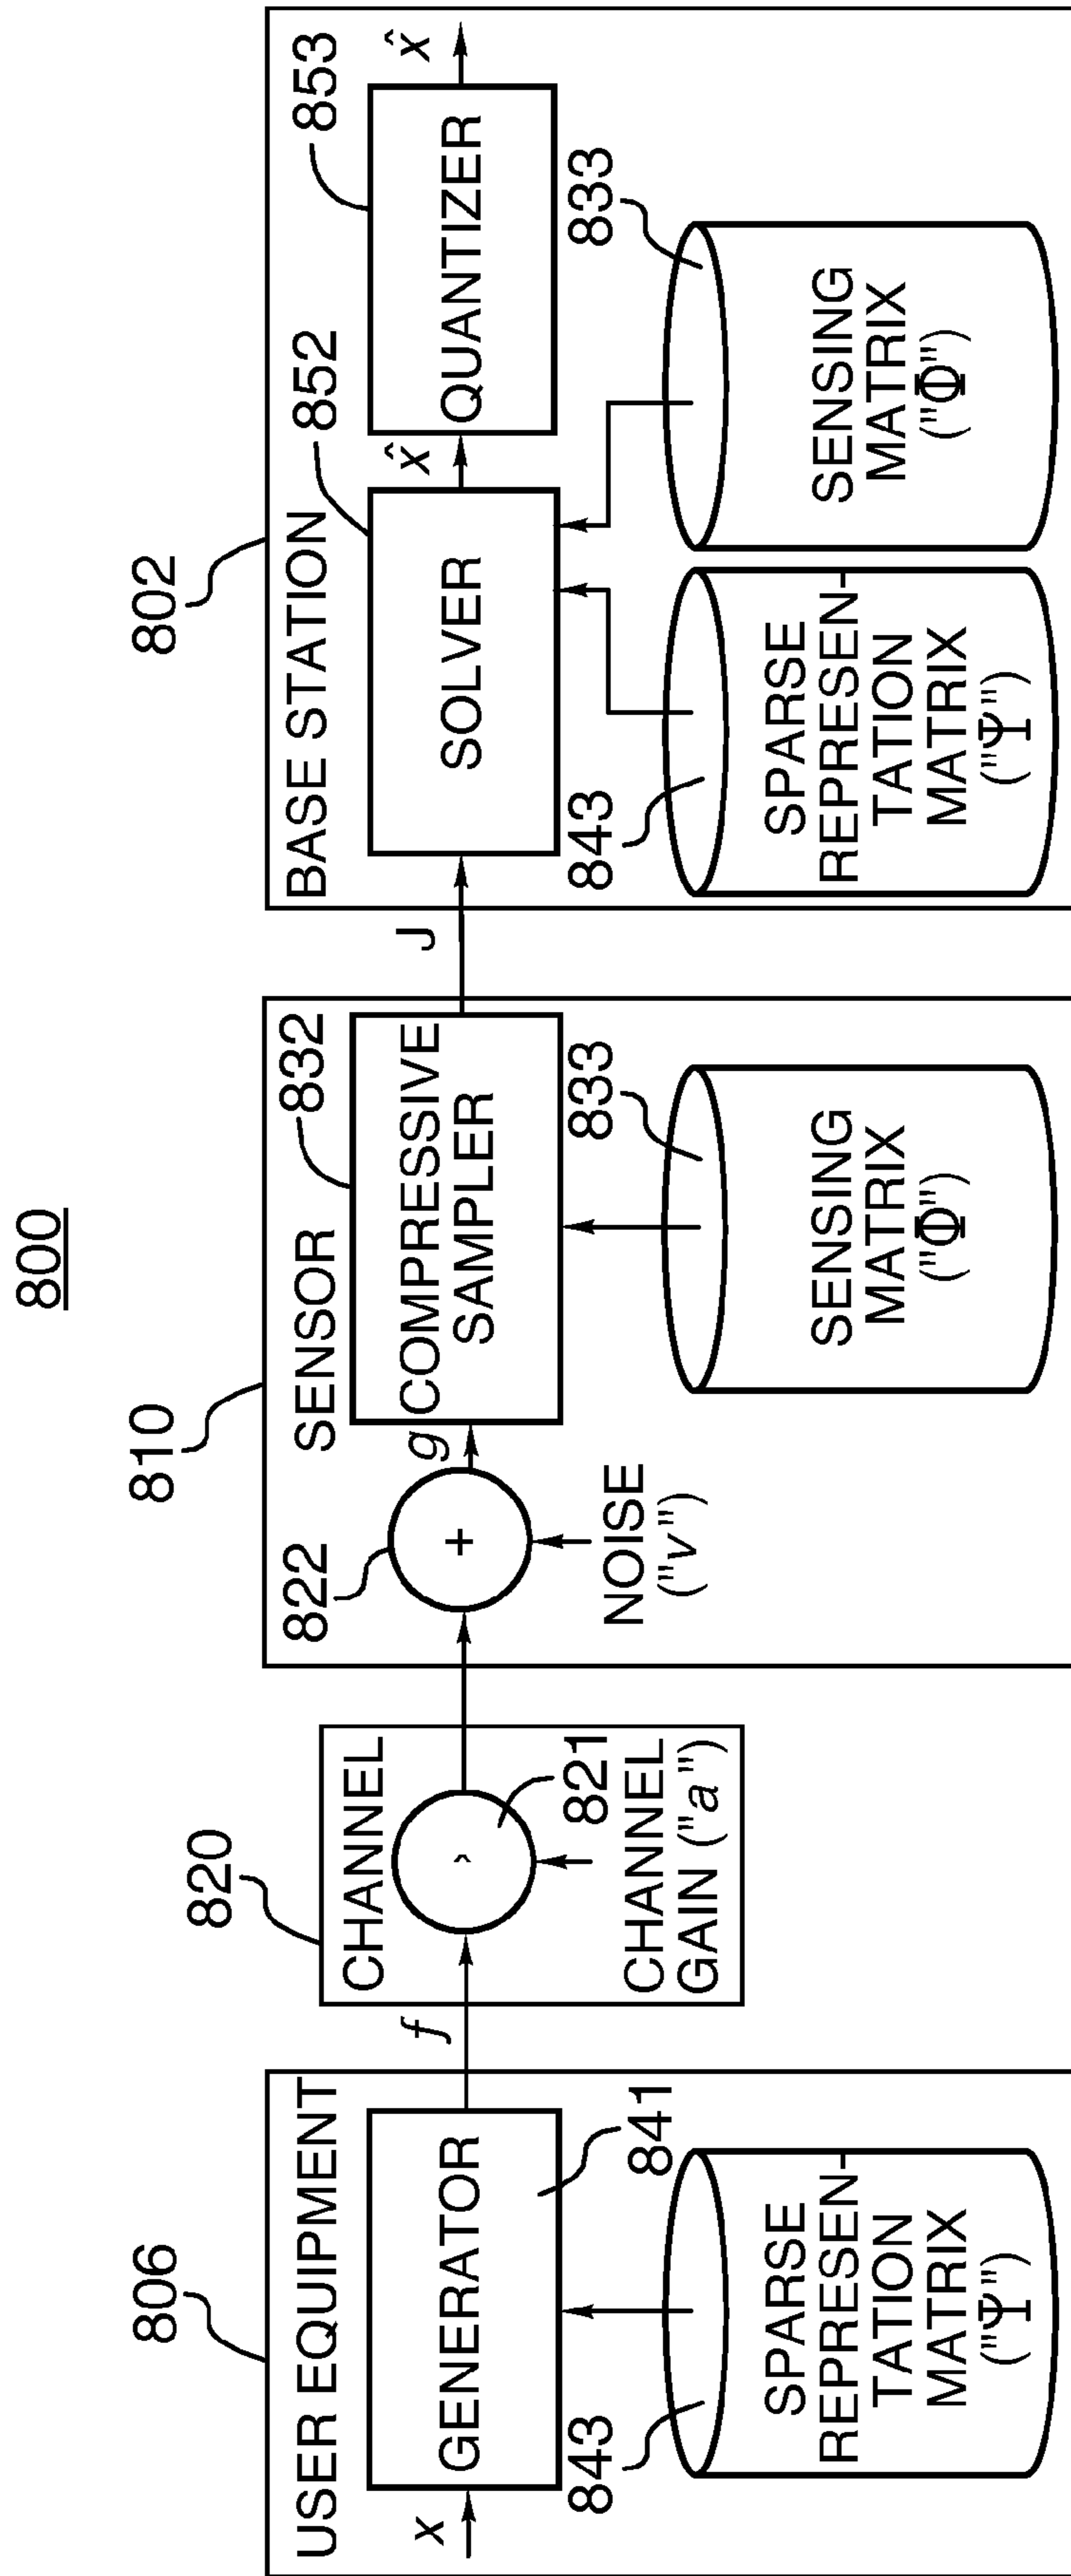 800
806
USER EQUIPMENT
x
GENERATOR
841
843
SPARSE
REPRESEN-
TATION
MATRIX
("Ψ")
f
820
CHANNEL
^
821
CHANNEL
GAIN ("a")
810
SENSOR
822
+
NOISE
("v")
g
832
COMPRESSIVE
SAMPLER
833
SENSING
MATRIX
("Φ")
J
802
BASE STATION
852
SOLVER
x̂
853
QUANTIZER
x̂
843
SPARSE
REPRESEN-
TATION
MATRIX
("Ψ")
833
SENSING
MATRIX
("Φ")